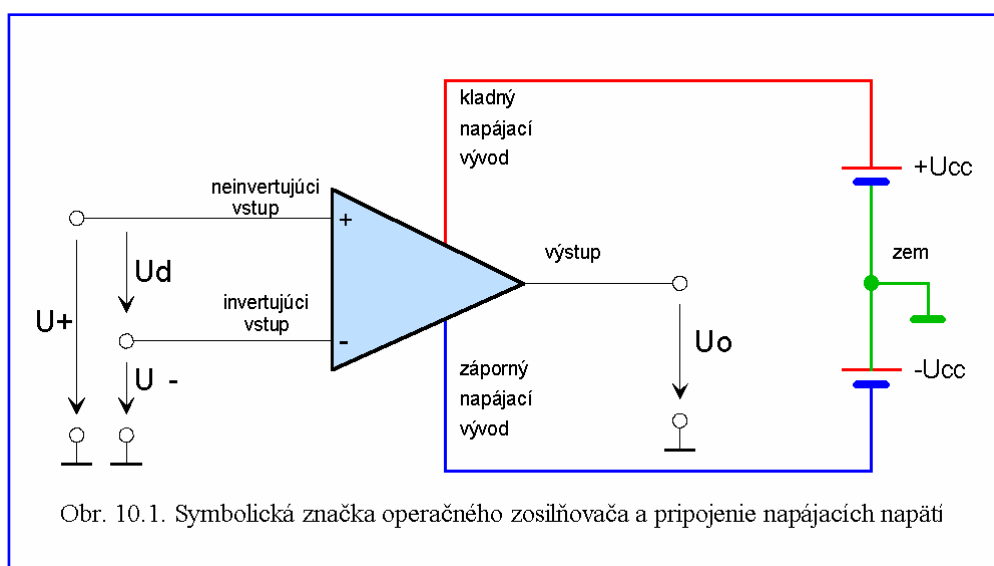 kladný
napájací
vývod
+Ucc
neinvertujúci
vstup
+
výstup
zem
Ud
invertujúci
vstup
U+
-
Uo
U -
záporný
napájací
vývod
-Ucc
Obr. 10.1. Symbolická značka operačného zosilňovača a pripojenie napájacích napätí